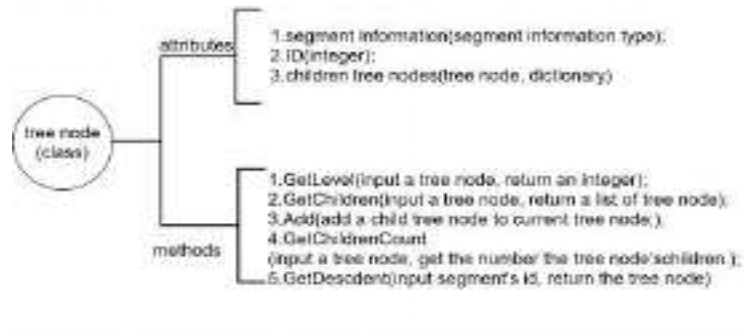 attributes
1.segment information(segment information type);
2.ID(integer);
3.children tree nodes(tree node, dictionary)
tree node
(class)
methods
1.GetLevel(input a tree node, return an integer);
2.GetChildren(input a tree node, return a list of tree node);
3.Add(add a child tree node to current tree node;);
4.GetChildrenCount
(input a tree node, get the number the tree node'schildren );
5.GetDescdent(input segment's id, return the tree node)